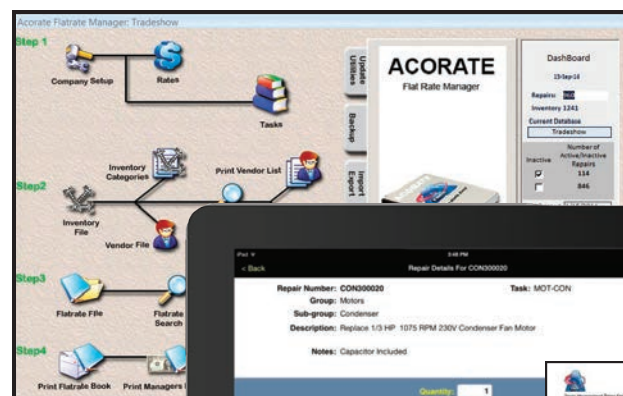 Acorate Flatrate Manager: Tradeshow
Step 1
Company Setup
Rates
Tasks
Update
Utilities
Backup
Import
Export
ACORATE
Flat Rate Manager
DashBoard
Repairs:
Inventory 1241
Current Database
Tradeshow
Inactive
Number of
Active/Inactive
Repairs
114
846
Step2
Inventory
Categories
Print Vendor List
Inventory
File
Vendor File
Step3
Flatrate File
Flatrate
Search
Step4
Print Flatrate Book
Print Managers
iPad
3:48 PM
< Back
Repair Details For CON300020
Repair Number: CON300020
Task: MOT-CON
Group: Motors
Sub-group: Condenser
Description: Replace 1/3 HP 1075 RPM 230V Condenser Fan Motor
Notes: Capacitor Included
Quantity: 1